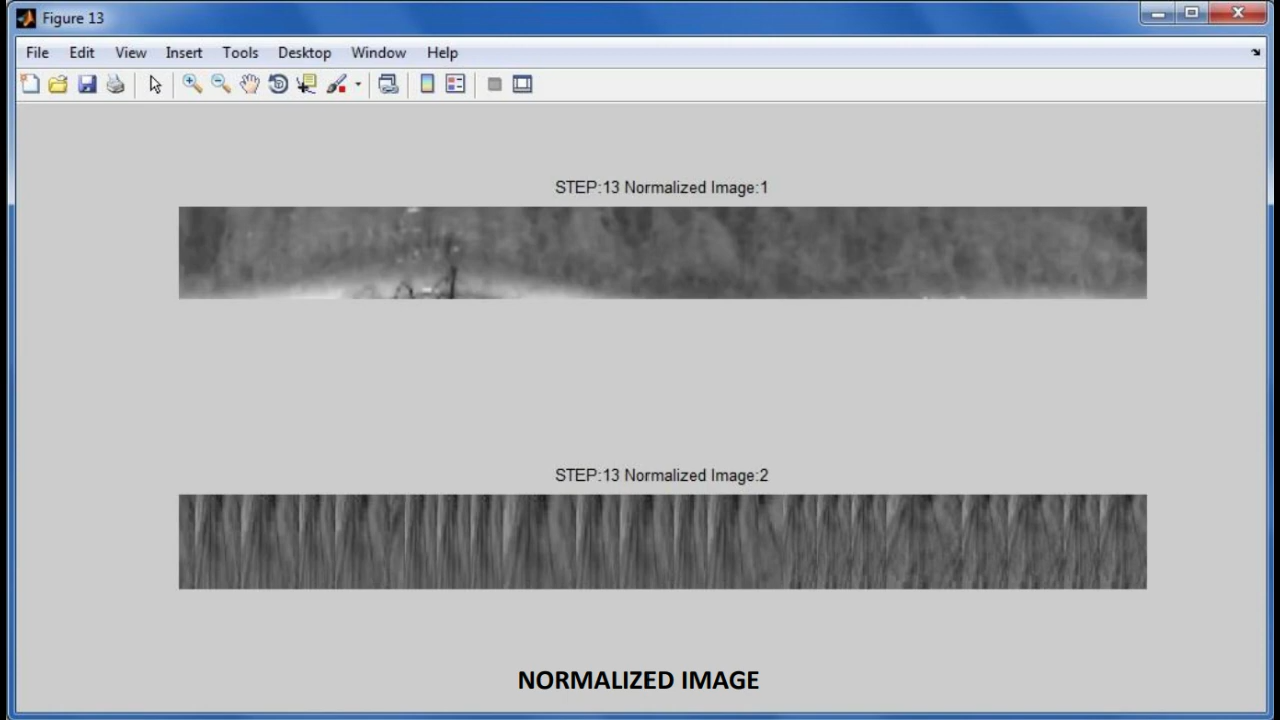 Figure 13
File Edit View Insert Tools Desktop Window Help
STEP:13 Normalized Image:1
STEP:13 Normalized Image:2
NORMALIZED IMAGE